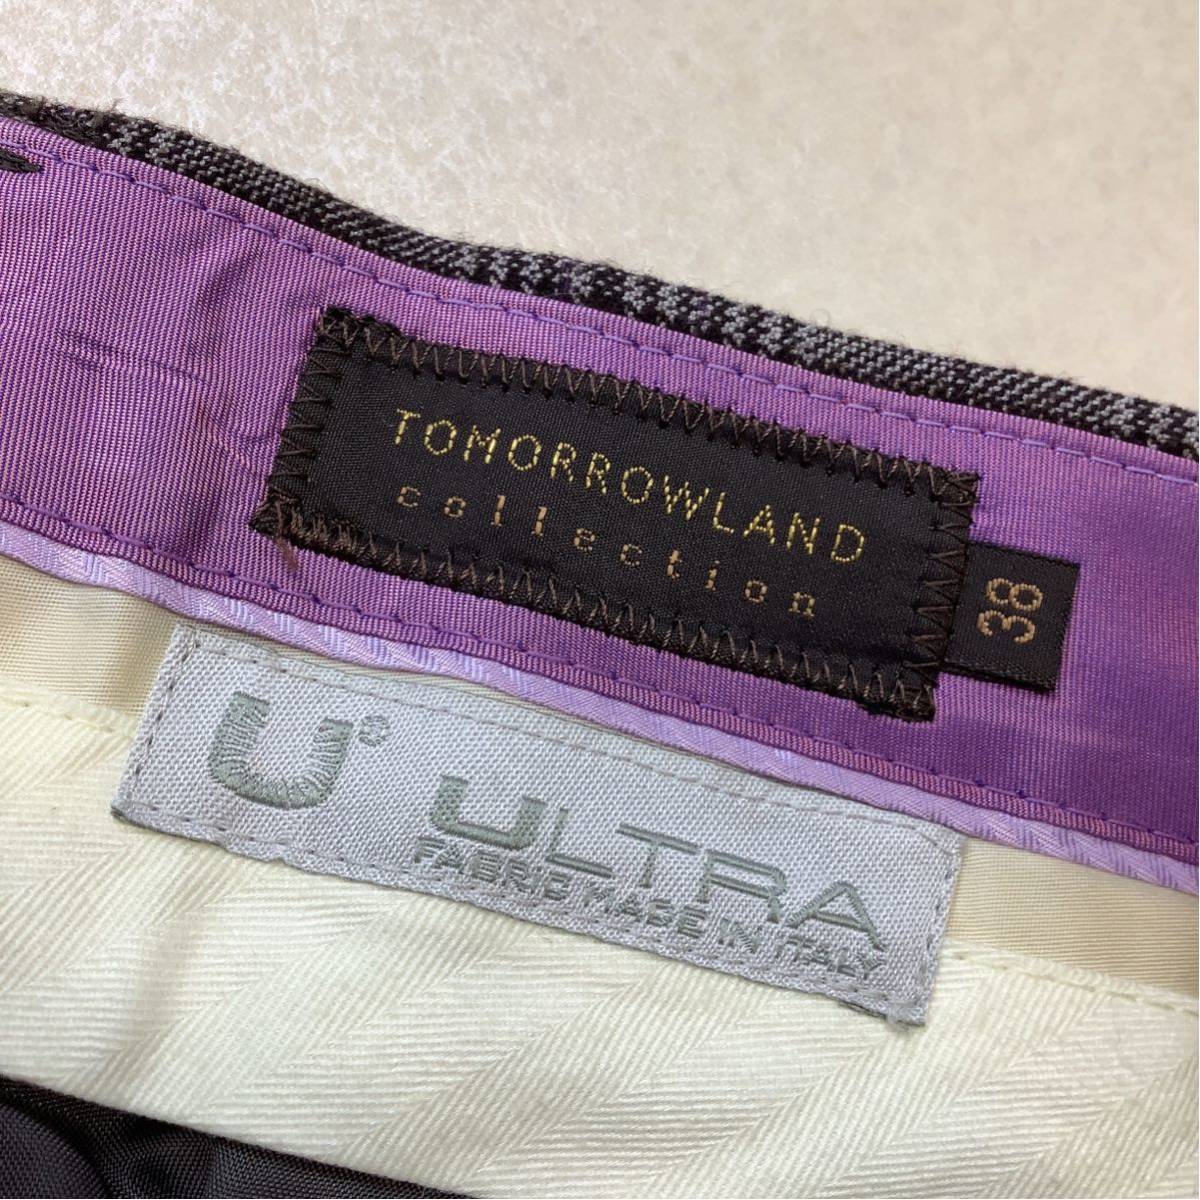 TOMORROWLAND
collection
38
U
ULTRA
FABRIC MADE IN ITALY